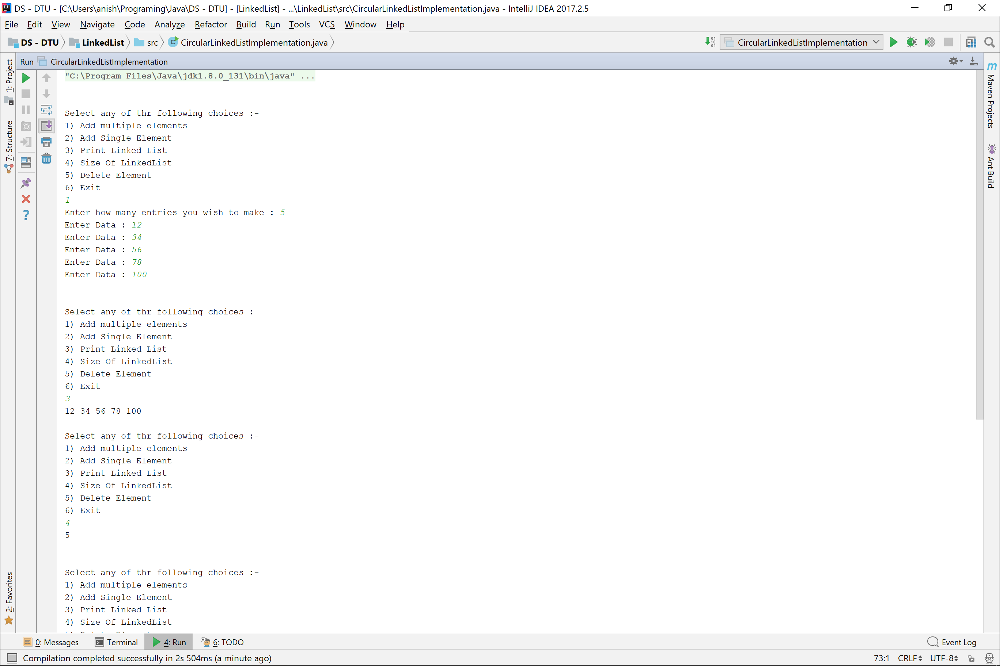 DS - DTU - [C:\Users\anish\Programing\Java\DS - DTU] - [LinkedList] - ...\LinkedList\src\CircularLinkedListImplementation.java - IntelliJ IDEA 2017.2.5
File Edit View Navigate Code Analyze Refactor Build Run Tools VCS Window Help
DS - DTU LinkedList src CircularLinkedListImplementation.java
CircularLinkedListImplementation
Run CircularLinkedListImplementation
1: Project
7: Structure
2: Favorites
Maven Projects
Ant Build
"C:\Program Files\Java\jdk1.8.0_131\bin\java" ...
Select any of thr following choices :-
1) Add multiple elements
2) Add Single Element
3) Print Linked List
4) Size Of LinkedList
5) Delete Element
6) Exit
1
Enter how many entries you wish to make : 5
Enter Data : 12
Enter Data : 34
Enter Data : 56
Enter Data : 78
Enter Data : 100
Select any of thr following choices :-
1) Add multiple elements
2) Add Single Element
3) Print Linked List
4) Size Of LinkedList
5) Delete Element
6) Exit
3
12 34 56 78 100
Select any of thr following choices :-
1) Add multiple elements
2) Add Single Element
3) Print Linked List
4) Size Of LinkedList
5) Delete Element
6) Exit
4
5
Select any of thr following choices :-
1) Add multiple elements
2) Add Single Element
3) Print Linked List
4) Size Of LinkedList
0: Messages Terminal 4: Run 6: TODO Event Log
Compilation completed successfully in 2s 504ms (a minute ago) 73:1 CRLF UTF-8